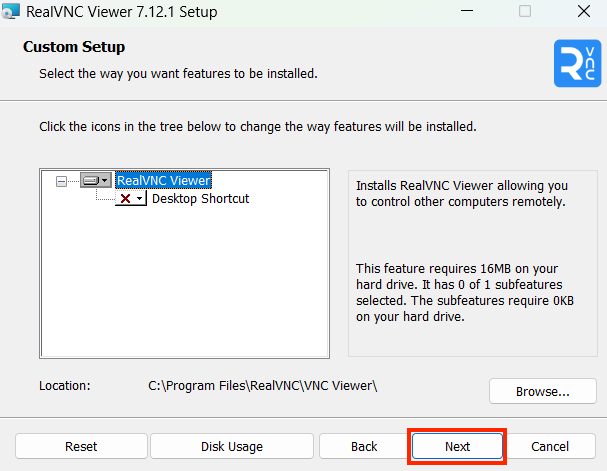 RealVNC Viewer 7.12.1 Setup
Custom Setup
Select the way you want features to be installed.
R vnc
Click the icons in the tree below to change the way features will be installed.
RealVNC Viewer
Desktop Shortcut
Installs RealVNC Viewer allowing you
to control other computers remotely.
This feature requires 16MB on your
hard drive. It has 0 of 1 subfeatures
selected. The subfeatures require 0KB
on your hard drive.
Location:
C:\Program Files\RealVNC\VNC Viewer\
Browse...
Reset
Disk Usage
Back
Next
Cancel